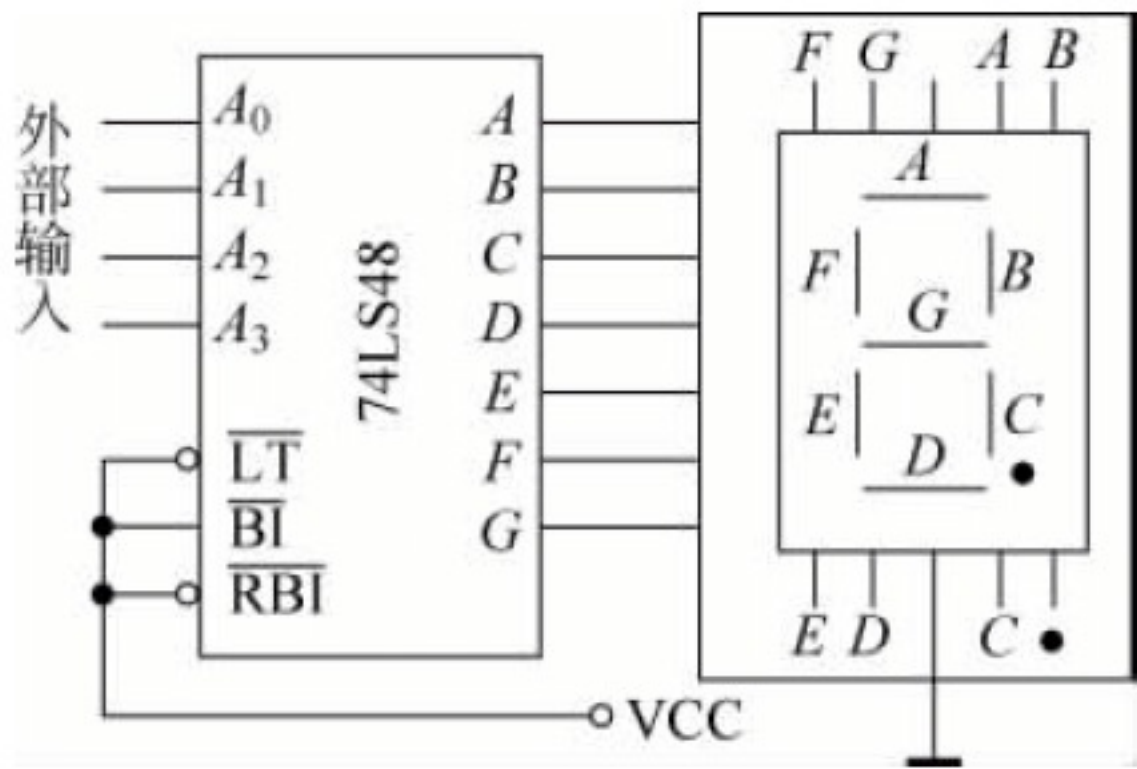 外部输入
A0
A1
A2
A3
LT
BI
RBI
74LS48
A
B
C
D
E
F
G
VCC
F G A B
A
F B
G
E C
D
E D C